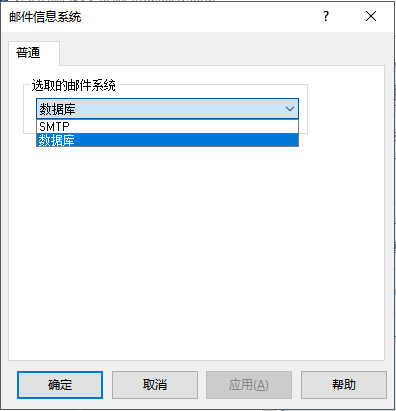 邮件信息系统
普通
选取的邮件系统
数据库
SMTP
数据库
确定 取消 应用(A) 帮助